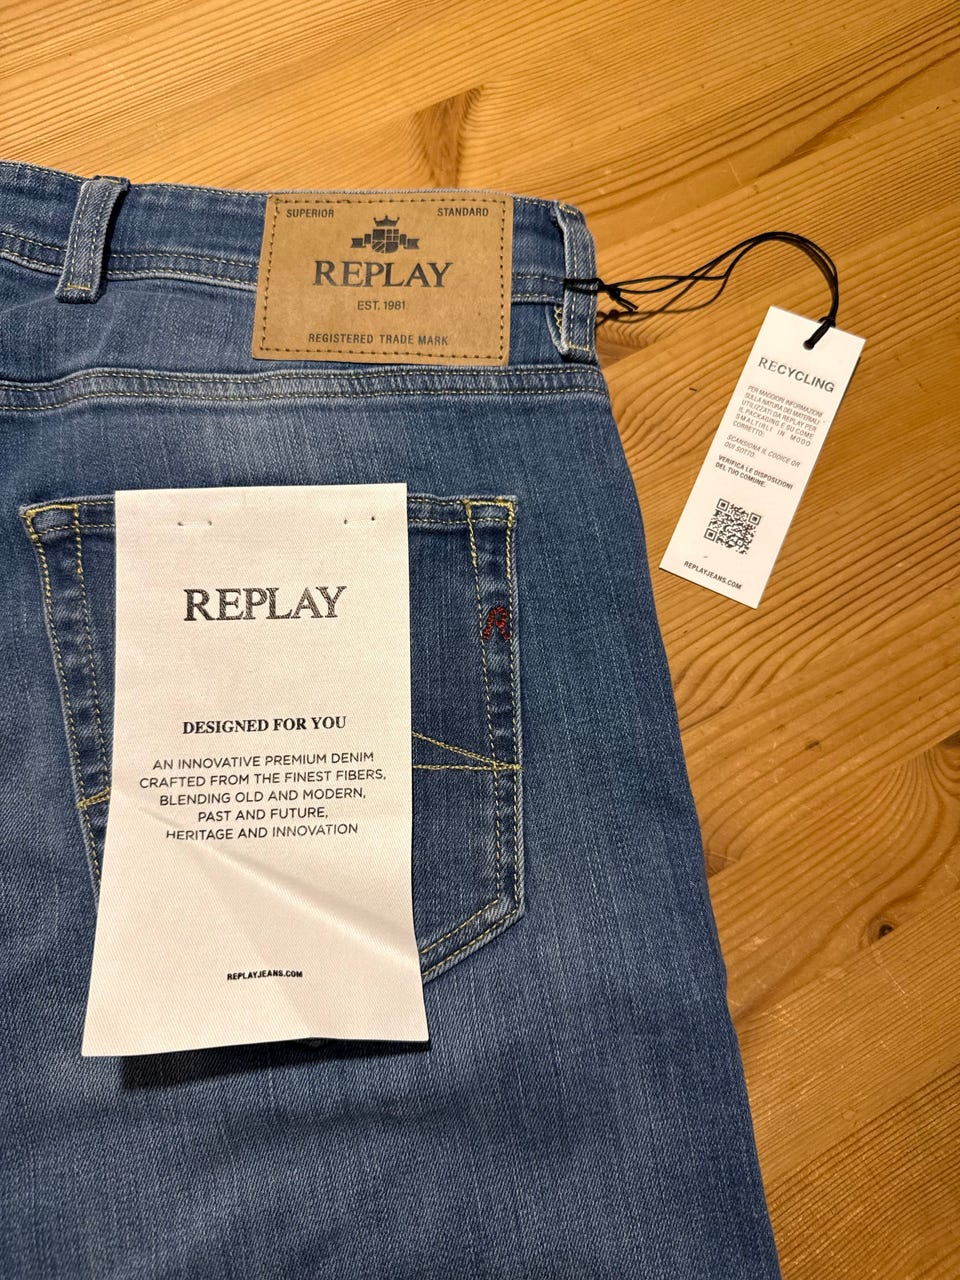 SUPERIOR STANDARD
REPLAY
EST. 1981
REGISTERED TRADE MARK
RECYCLING
PER MAGGIORI INFORMAZIONI
SULLA NATURA DEI MATERIALI
UTILIZZATI DA REPLAY PER
IL PACKAGING E SU COME
SMALTIRLI IN MODO
CORRETTO:
SCANSIONA IL CODICE QR
QUI SOTTO.
VERIFICA LE DISPOSIZIONI
DEL TUO COMUNE.
REPLAYJEANS.COM
REPLAY
DESIGNED FOR YOU
AN INNOVATIVE PREMIUM DENIM
CRAFTED FROM THE FINEST FIBERS,
BLENDING OLD AND MODERN,
PAST AND FUTURE,
HERITAGE AND INNOVATION
REPLAYJEANS.COM